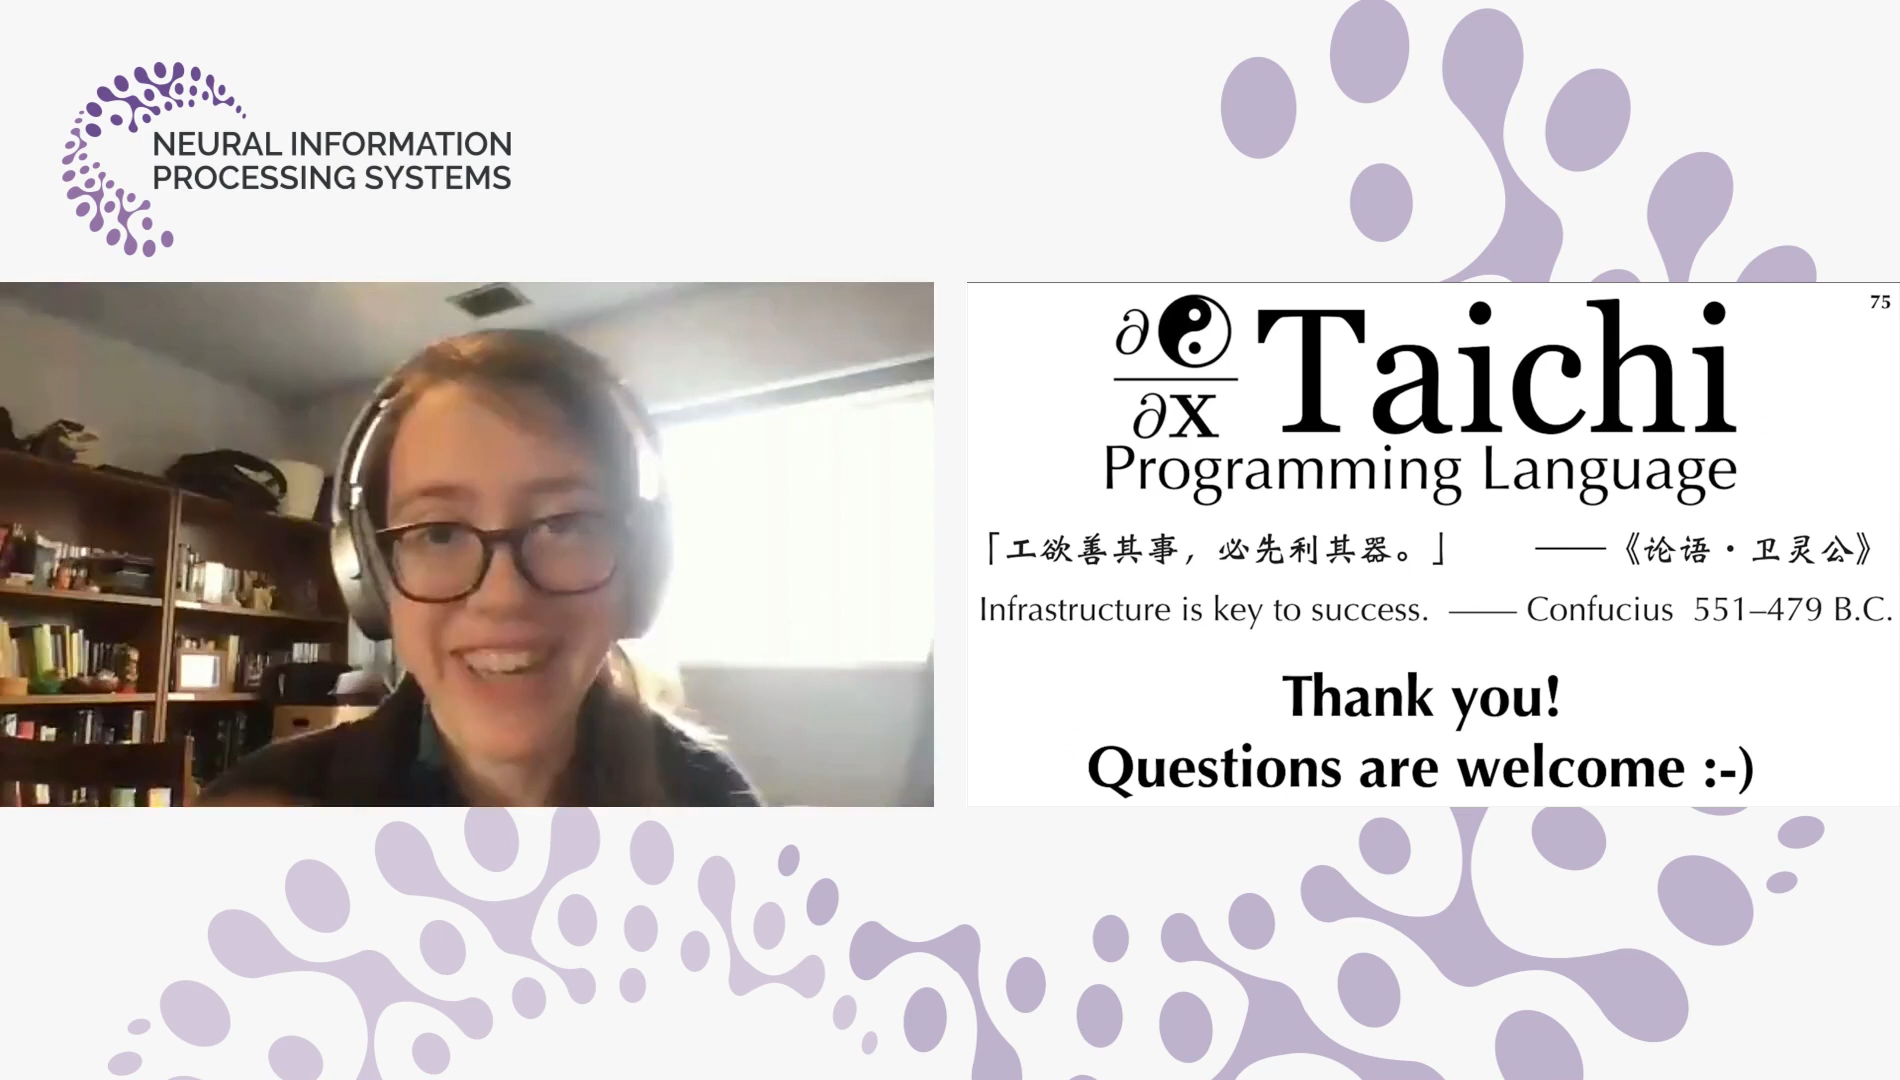 NEURAL INFORMATION
PROCESSING SYSTEMS
75
∂☯ Taichi
∂x
Programming Language
「工欲善其事，必先利其器。」 ——《论语·卫灵公》
Infrastructure is key to success. —— Confucius 551–479 B.C.
Thank you!
Questions are welcome :-)